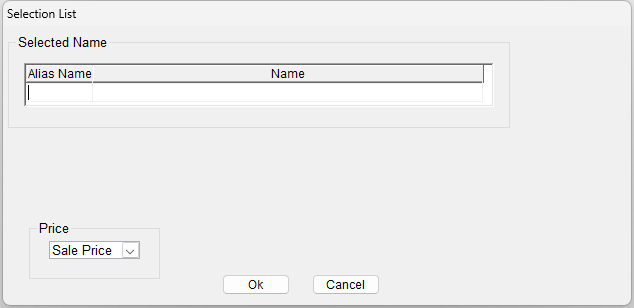 Selection List
Selected Name
Alias Name Name
Price
Sale Price
Ok Cancel